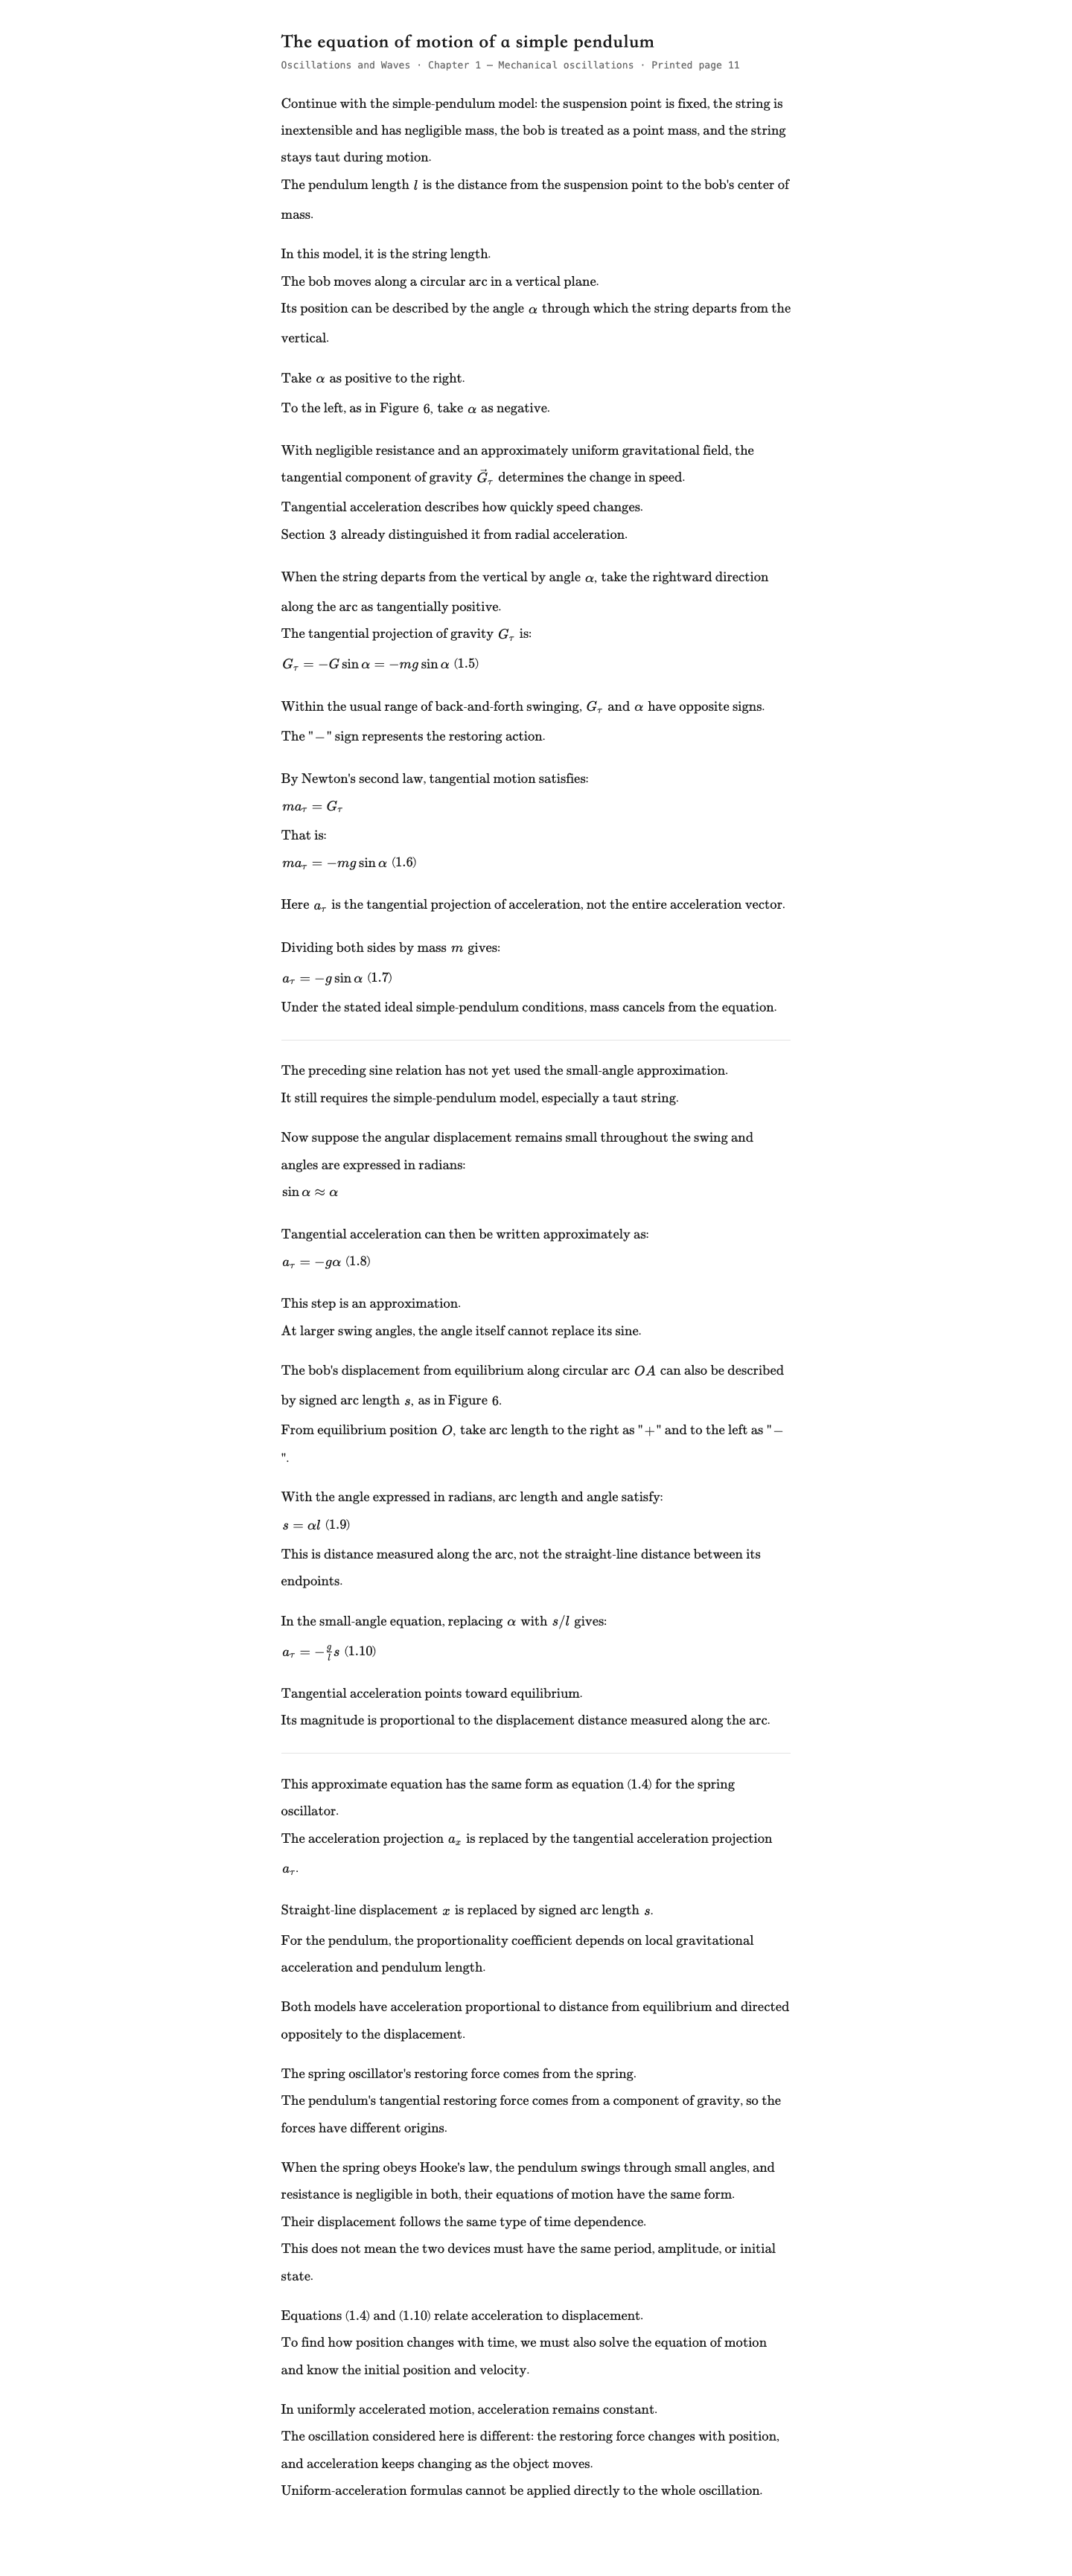 The equation of motion of a simple pendulum
Oscillations and Waves · Chapter 1 — Mechanical oscillations · Printed page 11
Continue with the simple-pendulum model: the suspension point is fixed, the string is
inextensible and has negligible mass, the bob is treated as a point mass, and the string
stays taut during motion.
The pendulum length l is the distance from the suspension point to the bob's center of
mass.
In this model, it is the string length.
The bob moves along a circular arc in a vertical plane.
Its position can be described by the angle α through which the string departs from the
vertical.
Take α as positive to the right.
To the left, as in Figure 6, take α as negative.
With negligible resistance and an approximately uniform gravitational field, the
tangential component of gravity G⃗τ determines the change in speed.
Tangential acceleration describes how quickly speed changes.
Section 3 already distinguished it from radial acceleration.
When the string departs from the vertical by angle α, take the rightward direction
along the arc as tangentially positive.
The tangential projection of gravity Gτ is:
Gτ = −G sin α = −mg sin α (1.5)
Within the usual range of back-and-forth swinging, Gτ and α have opposite signs.
The "−" sign represents the restoring action.
By Newton's second law, tangential motion satisfies:
maτ = Gτ
That is:
maτ = −mg sin α (1.6)
Here aτ is the tangential projection of acceleration, not the entire acceleration vector.
Dividing both sides by mass m gives:
aτ = −g sin α (1.7)
Under the stated ideal simple-pendulum conditions, mass cancels from the equation.
The preceding sine relation has not yet used the small-angle approximation.
It still requires the simple-pendulum model, especially a taut string.
Now suppose the angular displacement remains small throughout the swing and
angles are expressed in radians:
sin α ≈ α
Tangential acceleration can then be written approximately as:
aτ = −gα (1.8)
This step is an approximation.
At larger swing angles, the angle itself cannot replace its sine.
The bob's displacement from equilibrium along circular arc OA can also be described
by signed arc length s, as in Figure 6.
From equilibrium position O, take arc length to the right as "+" and to the left as "−
".
With the angle expressed in radians, arc length and angle satisfy:
s = αl (1.9)
This is distance measured along the arc, not the straight-line distance between its
endpoints.
In the small-angle equation, replacing α with s/l gives:
aτ = −g/l s (1.10)
Tangential acceleration points toward equilibrium.
Its magnitude is proportional to the displacement distance measured along the arc.
This approximate equation has the same form as equation (1.4) for the spring
oscillator.
The acceleration projection ax is replaced by the tangential acceleration projection
aτ.
Straight-line displacement x is replaced by signed arc length s.
For the pendulum, the proportionality coefficient depends on local gravitational
acceleration and pendulum length.
Both models have acceleration proportional to distance from equilibrium and directed
oppositely to the displacement.
The spring oscillator's restoring force comes from the spring.
The pendulum's tangential restoring force comes from a component of gravity, so the
forces have different origins.
When the spring obeys Hooke's law, the pendulum swings through small angles, and
resistance is negligible in both, their equations of motion have the same form.
Their displacement follows the same type of time dependence.
This does not mean the two devices must have the same period, amplitude, or initial
state.
Equations (1.4) and (1.10) relate acceleration to displacement.
To find how position changes with time, we must also solve the equation of motion
and know the initial position and velocity.
In uniformly accelerated motion, acceleration remains constant.
The oscillation considered here is different: the restoring force changes with position,
and acceleration keeps changing as the object moves.
Uniform-acceleration formulas cannot be applied directly to the whole oscillation.